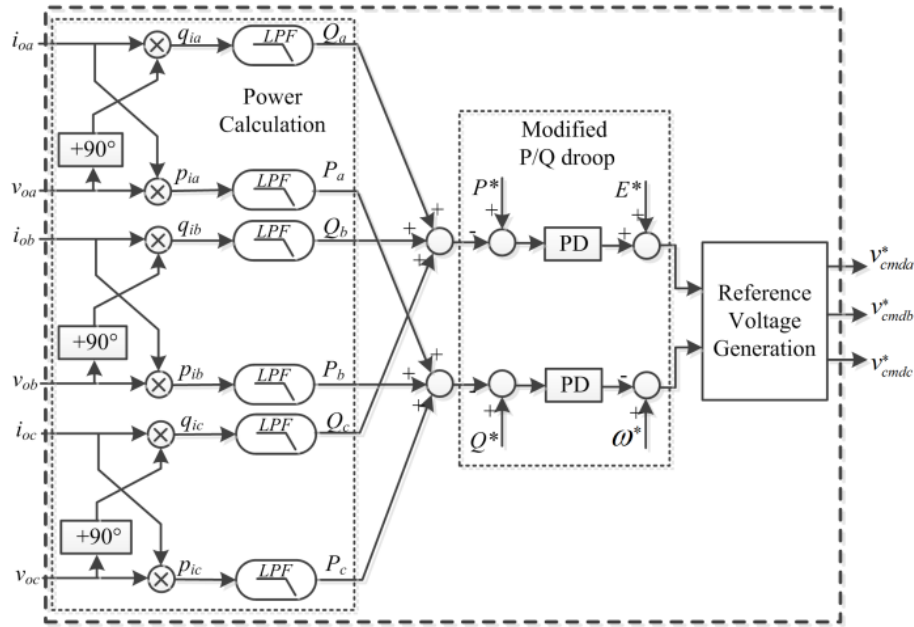 i_oa
q_ia
LPF
Q_a
Power
Calculation
+90°
v_oa
p_ia
LPF
P_a
i_ob
q_ib
LPF
Q_b
+90°
v_ob
p_ib
LPF
P_b
i_oc
q_ic
LPF
Q_c
+90°
v_oc
p_ic
LPF
P_c
+
+
+
+
+
+
Modified
P/Q droop
P*
E*
-
+
PD
+
+
-
+
PD
-
+
Q*
ω*
Reference
Voltage
Generation
v*_cmda
v*_cmdb
v*_cmdc